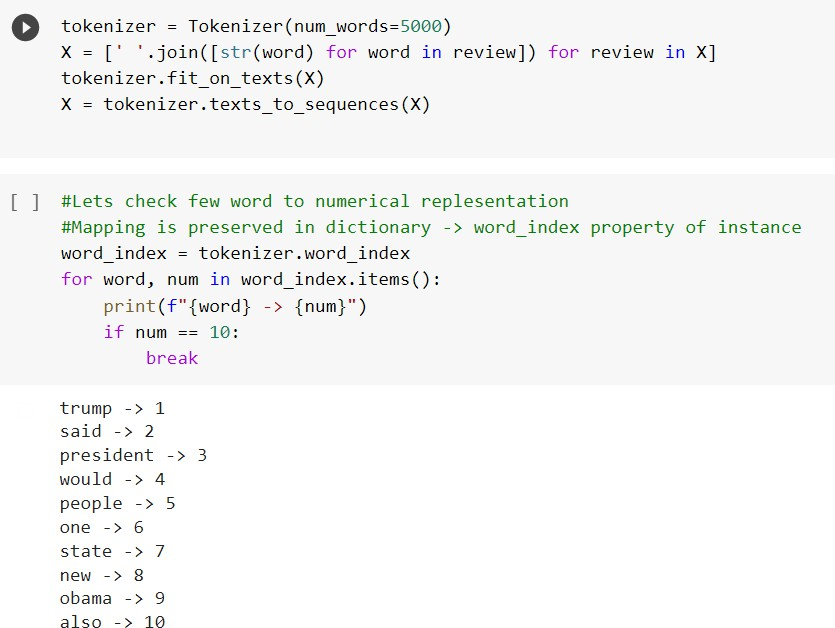 tokenizer = Tokenizer(num_words=5000)
X = [' '.join([str(word) for word in review]) for review in X]
tokenizer.fit_on_texts(X)
X = tokenizer.texts_to_sequences(X)
[ ] #Lets check few word to numerical replesentation
#Mapping is preserved in dictionary -> word_index property of instance
word_index = tokenizer.word_index
for word, num in word_index.items():
    print(f"{word} -> {num}")
    if num == 10:
        break
trump -> 1
said -> 2
president -> 3
would -> 4
people -> 5
one -> 6
state -> 7
new -> 8
obama -> 9
also -> 10